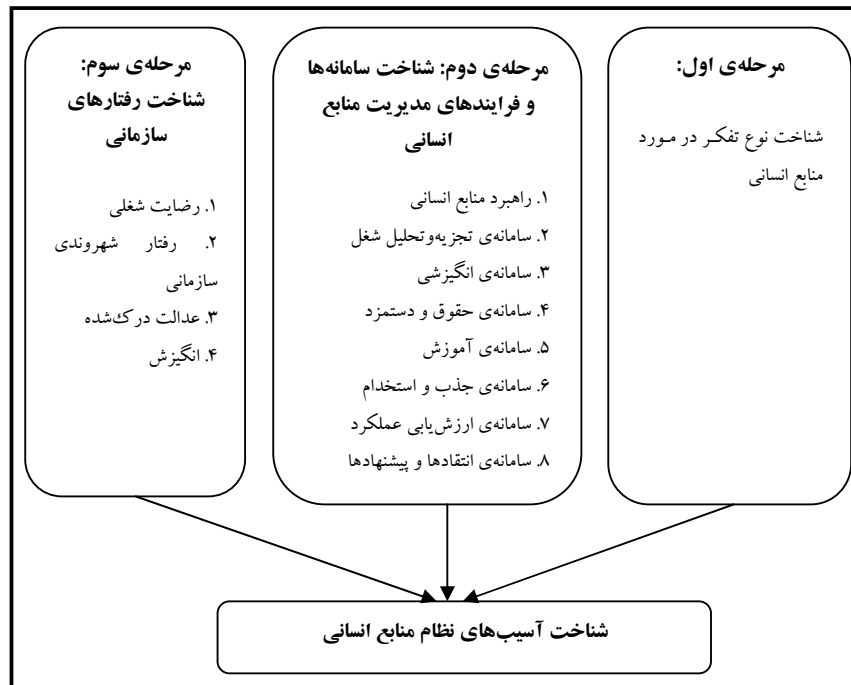 مرحله‌ی اول:
شناخت نوع تفکر در مورد
منابع انسانی
مرحله‌ی دوم: شناخت سامانه‌ها
و فرایندهای مدیریت منابع
انسانی
۱. راهبرد منابع انسانی
۲. سامانه‌ی تجزیه‌وتحلیل شغل
۳. سامانه‌ی انگیزشی
۴. سامانه‌ی حقوق و دستمزد
۵. سامانه‌ی آموزش
۶. سامانه‌ی جذب و استخدام
۷. سامانه‌ی ارزش‌یابی عملکرد
۸. سامانه‌ی انتقادها و پیشنهادها
مرحله‌ی سوم:
شناخت رفتارهای
سازمانی
۱. رضایت شغلی
۲. رفتار شهروندی
سازمانی
۳. عدالت درک‌شده
۴. انگیزش
شناخت آسیب‌های نظام منابع انسانی